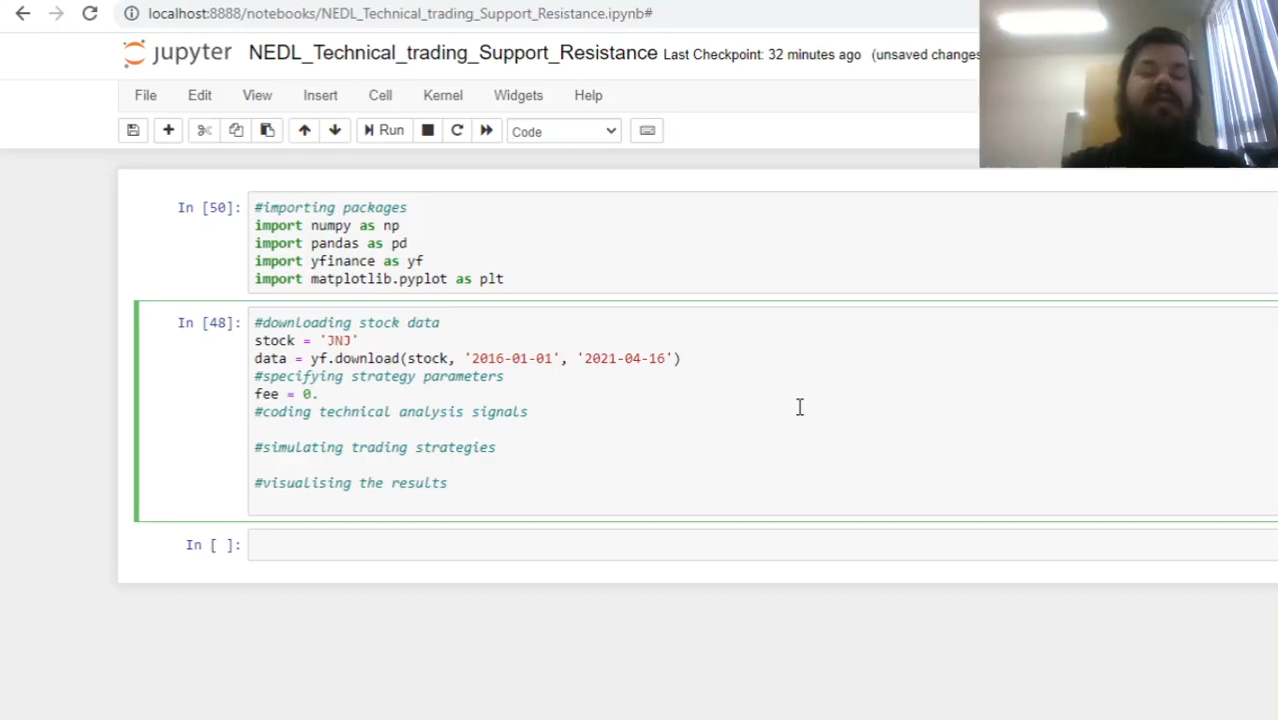 localhost:8888/notebooks/NEDL_Technical_trading_Support_Resistance.ipynb#
jupyter NEDL_Technical_trading_Support_Resistance Last Checkpoint: 32 minutes ago (unsaved changes
File Edit View Insert Cell Kernel Widgets Help
Run Code
In [50]: #importing packages
import numpy as np
import pandas as pd
import yfinance as yf
import matplotlib.pyplot as plt
In [48]: #downloading stock data
stock = 'JNJ'
data = yf.download(stock, '2016-01-01', '2021-04-16')
#specifying strategy parameters
fee = 0.
#coding technical analysis signals
#simulating trading strategies
#visualising the results
In [ ]: